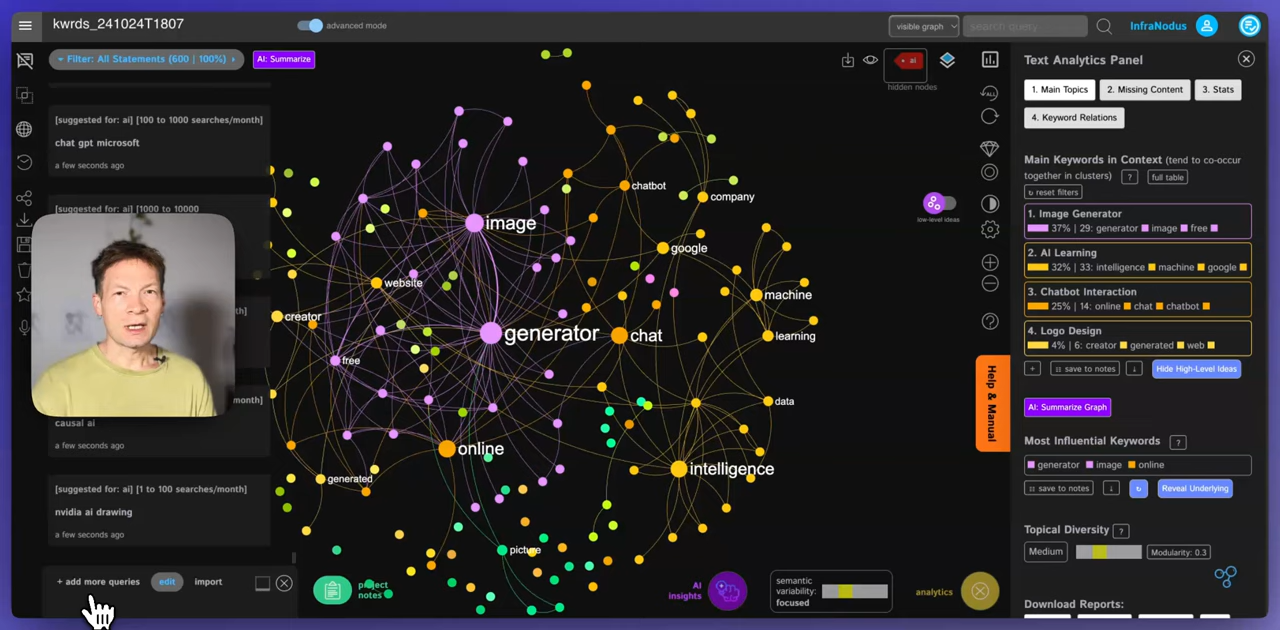 kwrds_241024T1807
advanced mode
visible graph
search query
InfraNodus
Filter: All Statements (600 | 100%)
AI: Summarize
ai
hidden nodes
[suggested for: ai] [100 to 1000 searches/month]
chat gpt microsoft
a few seconds ago
[suggested for: ai] [1000 to 10000
causal ai
a few seconds ago
[suggested for: ai] [1 to 100 searches/month]
nvidia ai drawing
a few seconds ago
+ add more queries
edit
import
image
chatbot
company
google
website
machine
creator
generator
chat
learning
free
data
online
intelligence
generated
picture
low-level ideas
project notes
AI insights
semantic variability:
focused
analytics
Help & Manual
Text Analytics Panel
1. Main Topics
2. Missing Content
3. Stats
4. Keyword Relations
Main Keywords in Context (tend to co-occur
together in clusters) ? full table
reset filters
1. Image Generator
37% | 29: generator image free
2. AI Learning
32% | 33: intelligence machine google
3. Chatbot Interaction
25% | 14: online chat chatbot
4. Logo Design
4% | 6: creator generated web
+ save to notes ↓ Hide High-Level Ideas
AI: Summarize Graph
Most Influential Keywords ?
generator image online
save to notes ↓ Reveal Underlying
Topical Diversity ?
Medium Modularity: 0.3
Download Reports: